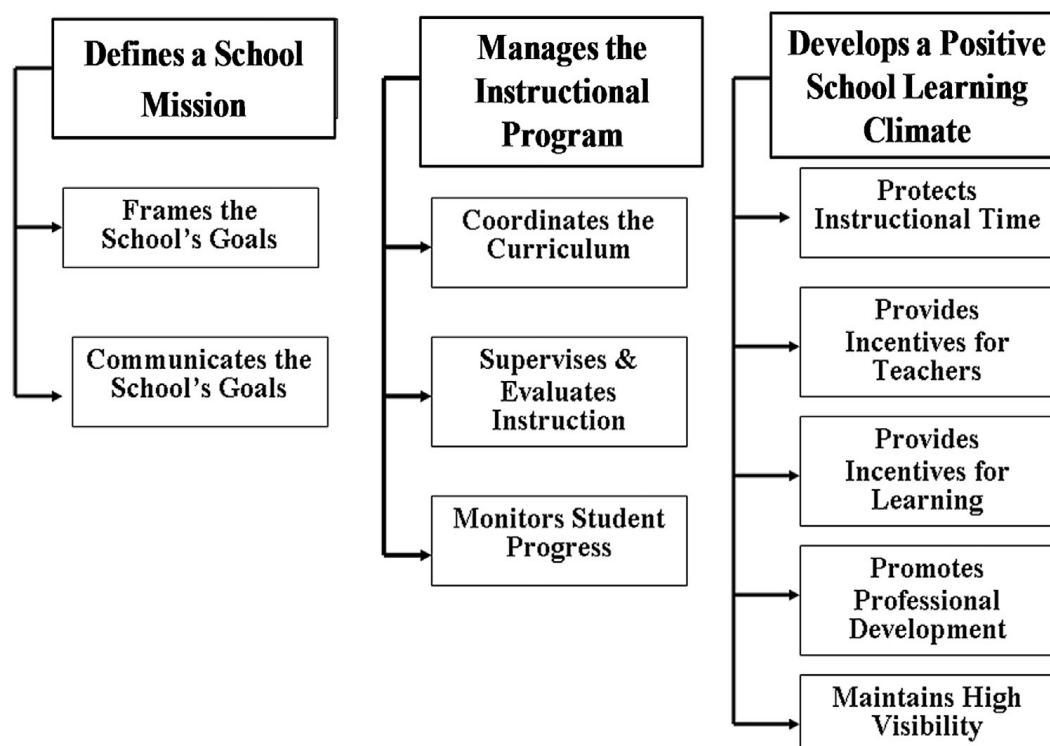 Defines a School
Mission
Frames the
School’s Goals
Communicates the
School’s Goals
Manages the
Instructional
Program
Coordinates the
Curriculum
Supervises &
Evaluates
Instruction
Monitors Student
Progress
Develops a Positive
School Learning
Climate
Protects
Instructional Time
Provides
Incentives for
Teachers
Provides
Incentives for
Learning
Promotes
Professional
Development
Maintains High
Visibility